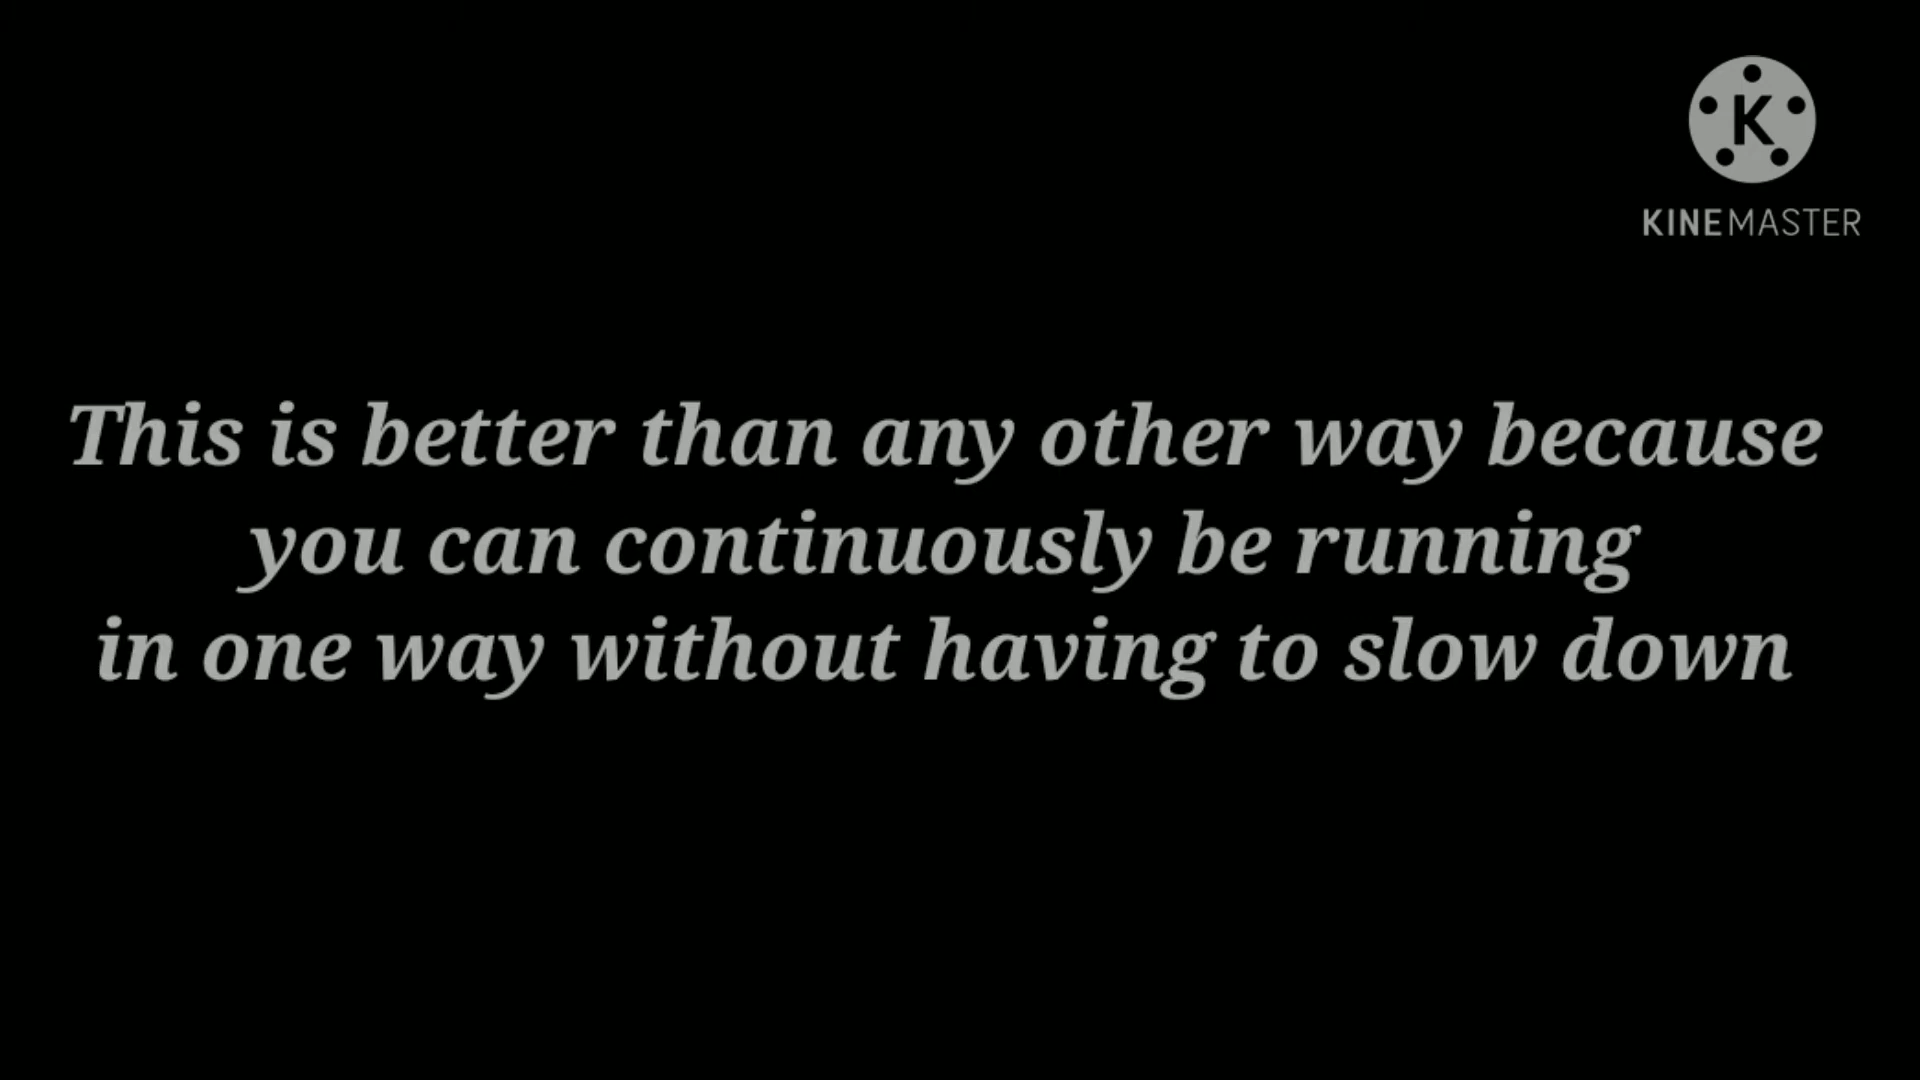 K
KINEMASTER
This is better than any other way because
you can continuously be running
in one way without having to slow down